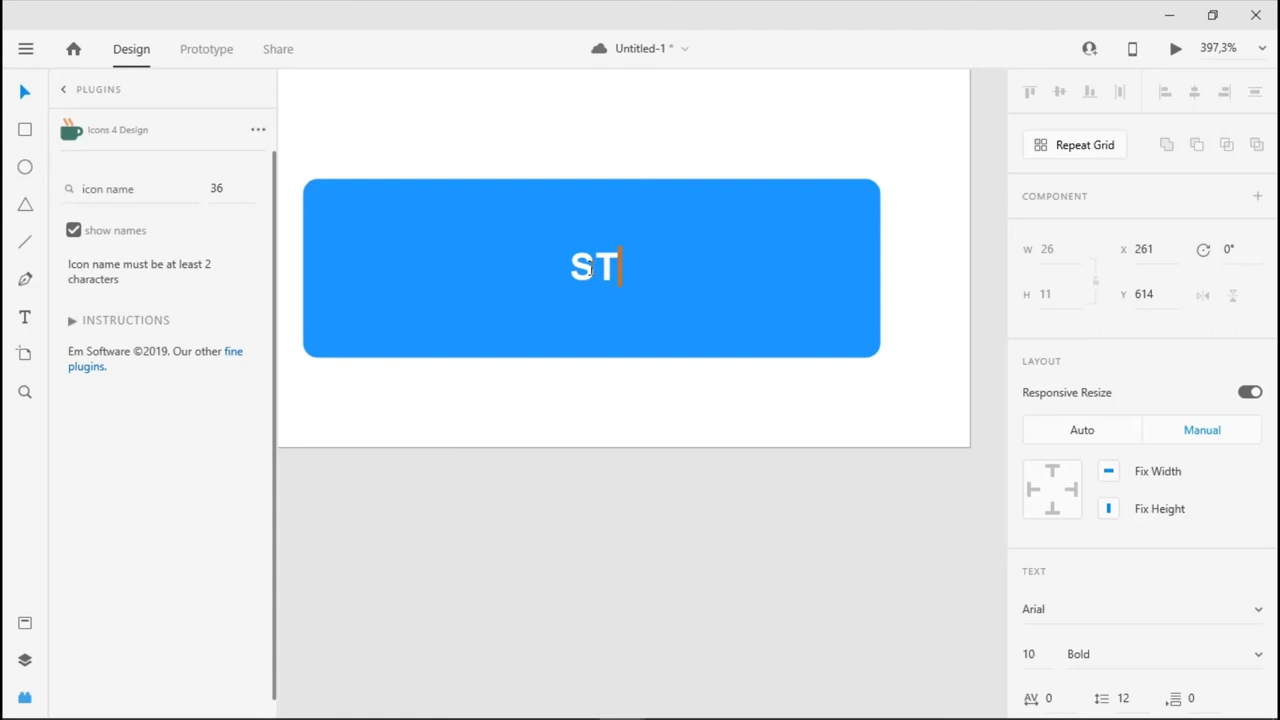 Design Prototype Share Untitled-1 * 397,3%
PLUGINS
Icons 4 Design
icon name 36
show names
Icon name must be at least 2
characters
INSTRUCTIONS
Em Software ©2019. Our other fine
plugins.
ST
Repeat Grid
COMPONENT
W 26 X 261 0°
H 11 Y 614
LAYOUT
Responsive Resize
Auto Manual
Fix Width
Fix Height
TEXT
Arial
10 Bold
AV 0 12 0